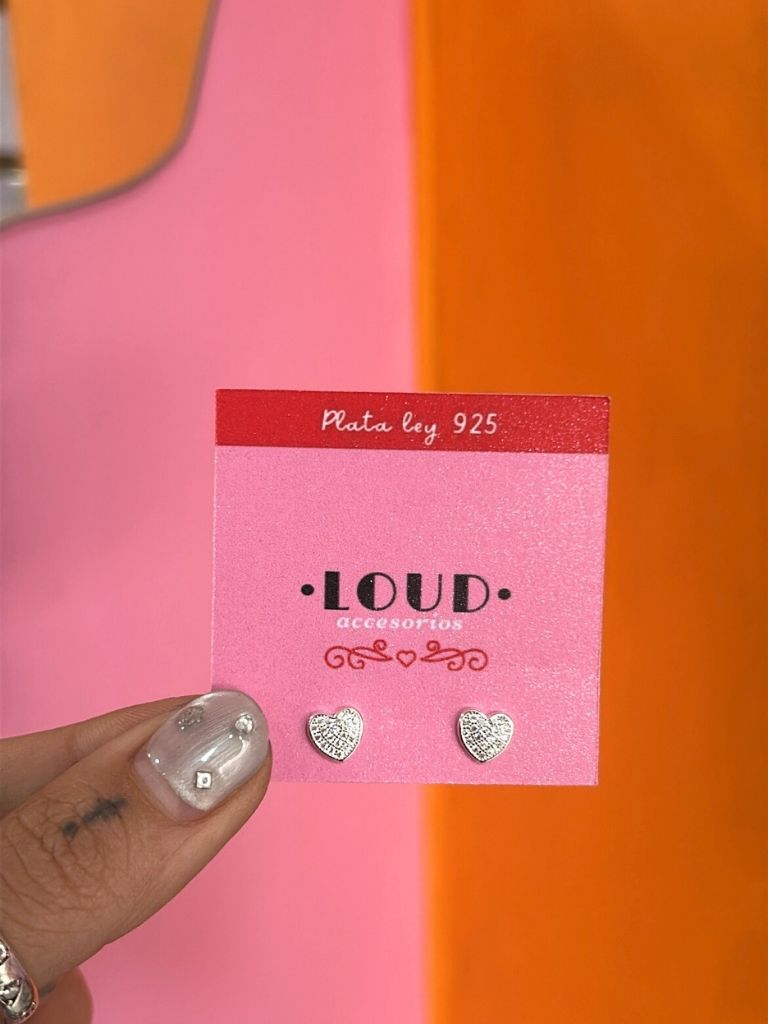 Plata ley 925
•LOUD•
accesorios